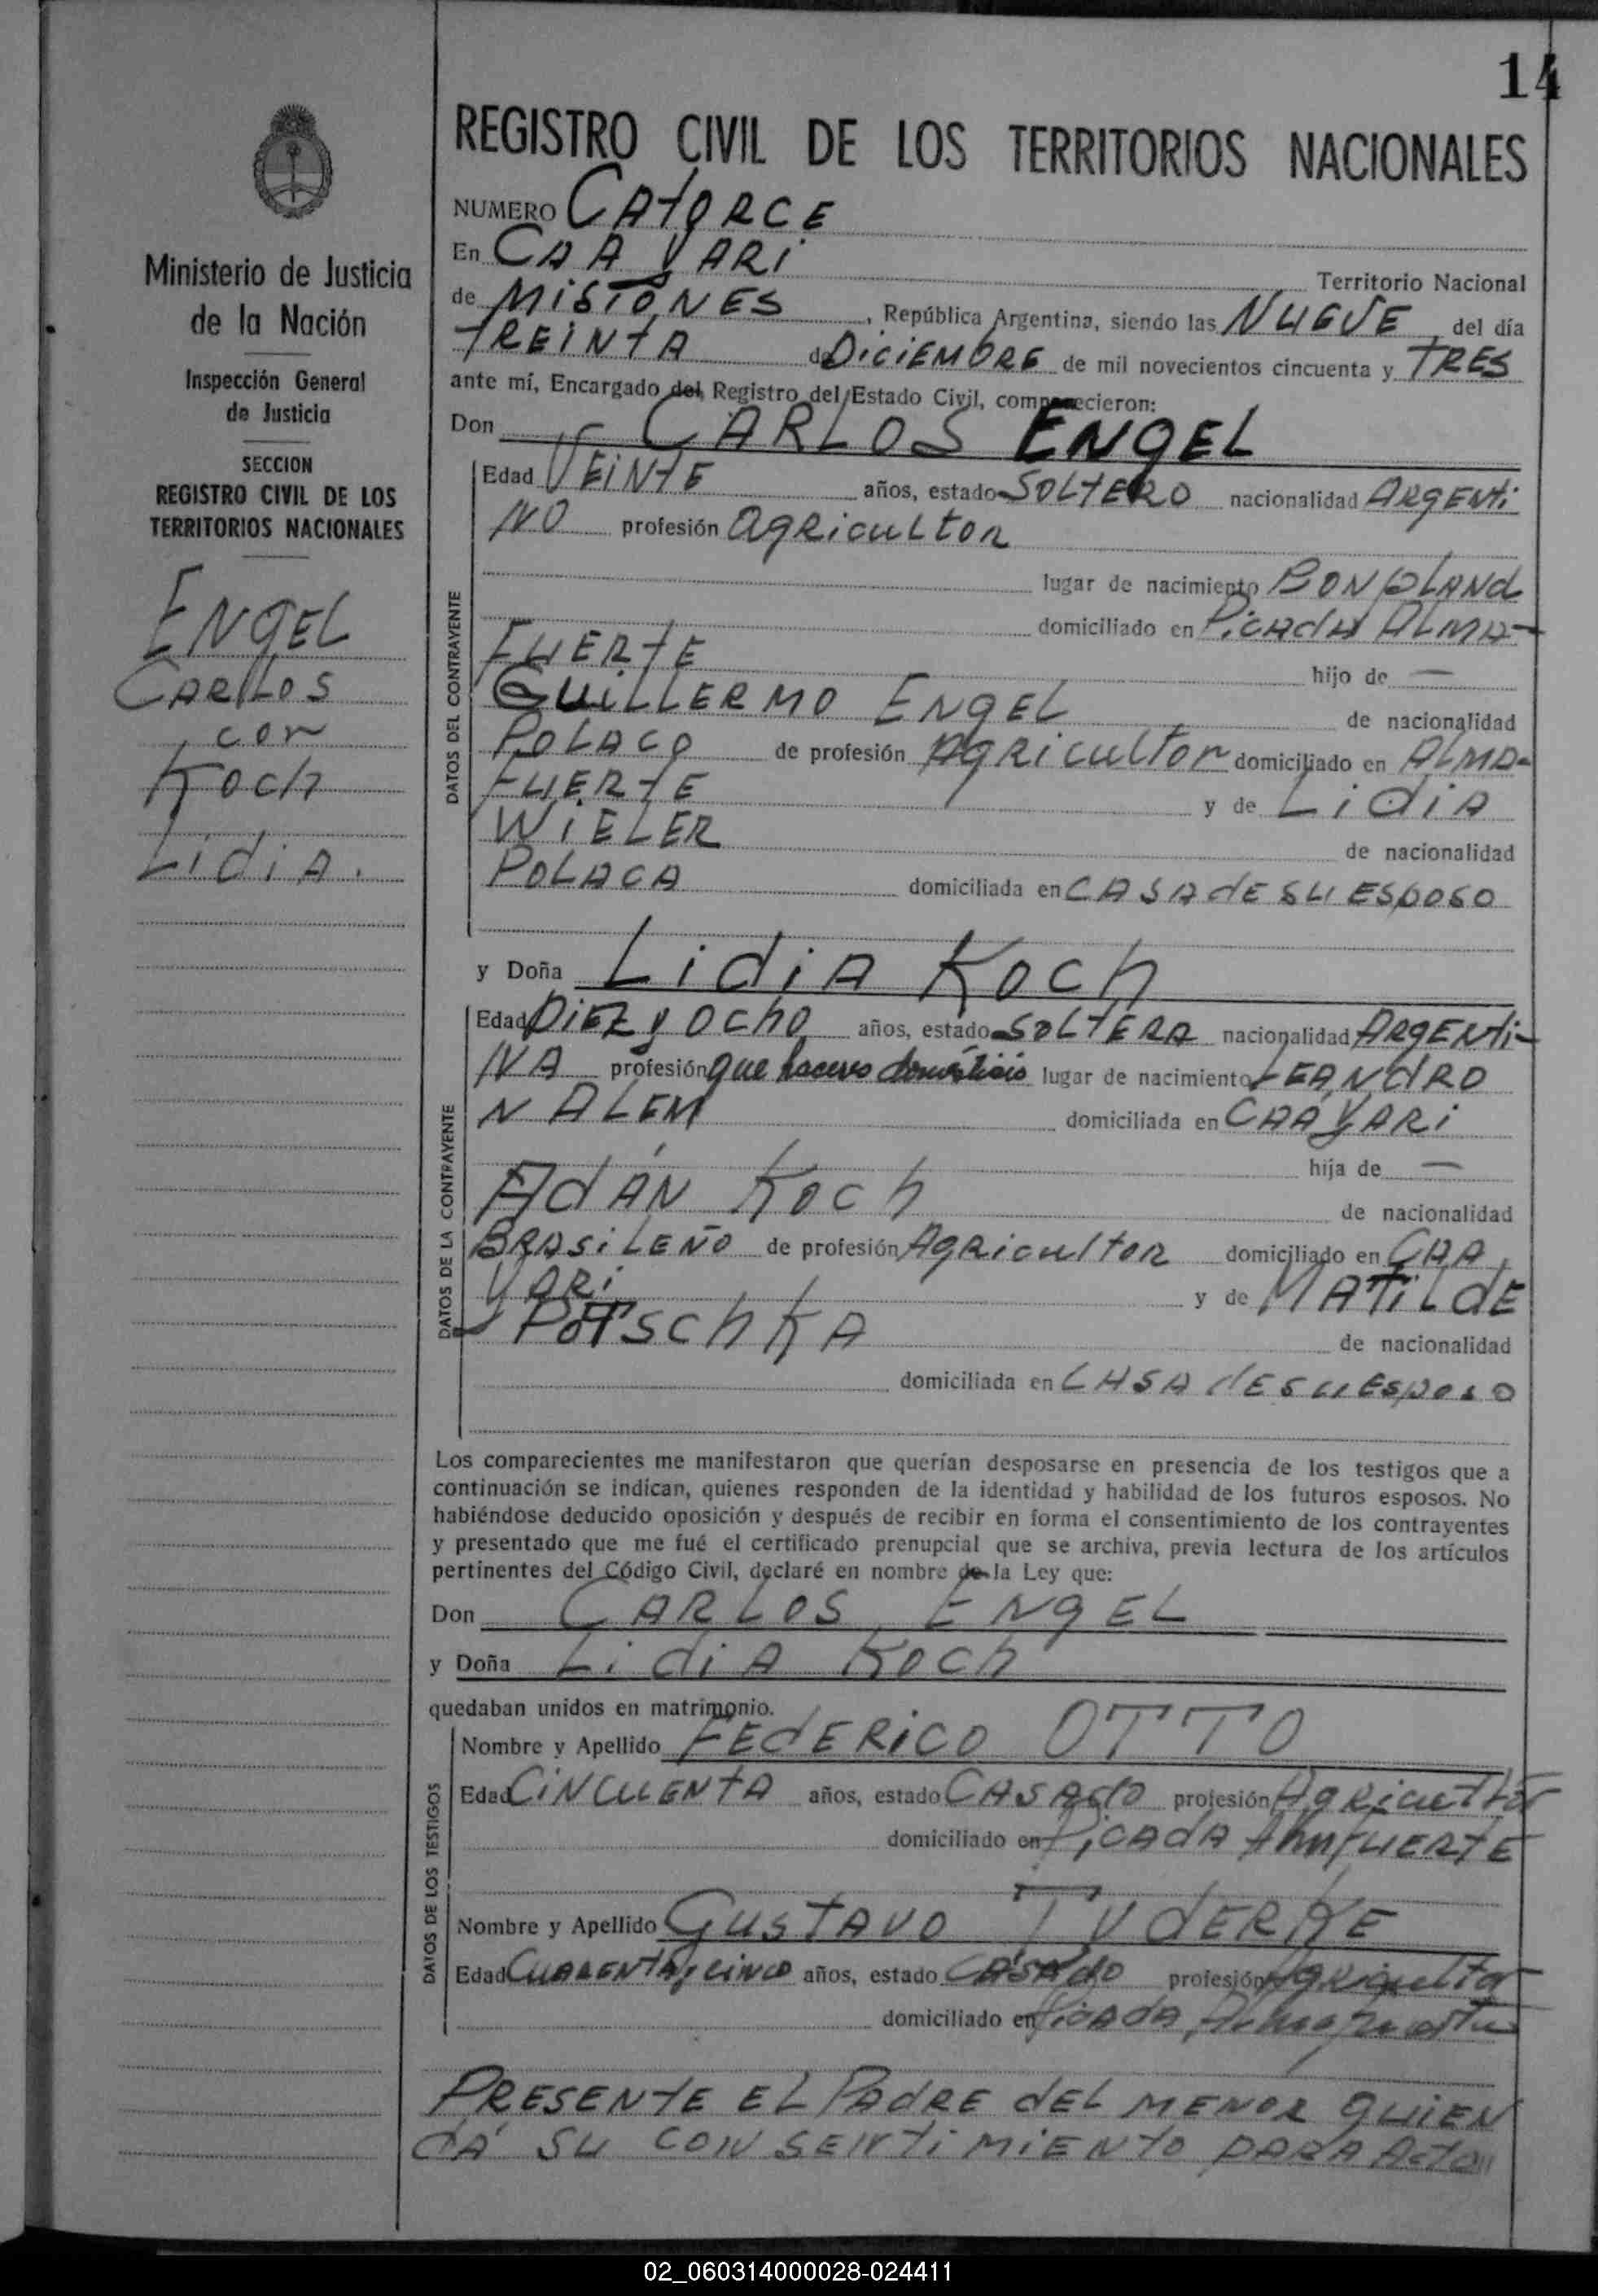 14
REGISTRO CIVIL DE LOS TERRITORIOS NACIONALES
NUMERO CATORCE
En CAA YARI
Territorio Nacional
de MISIONES, República Argentina, siendo las NUEVE del día
TREINTA de DICIEMBRE de mil novecientos cincuenta y TRES
ante mí, Encargado del Registro del Estado Civil, comparecieron:
Don CARLOS ENGEL
Edad VEINTE años, estado SOLTERO nacionalidad ARGENTI
NO profesión AGRICULTOR
lugar de nacimiento BONPLAND
domiciliado en PICADA ALMA-
FUERTE hijo de —
GUILLERMO ENGEL de nacionalidad
POLACO de profesión AGRICULTOR domiciliado en ALMA-
FUERTE y de LIDIA
WIELER de nacionalidad
POLACA domiciliada en CASA DE SU ESPOSO
y Doña LIDIA KOCH
Edad DIEZ y OCHO años, estado SOLTERA nacionalidad ARGENTI-
NA profesión que haceres domésticos lugar de nacimiento LEANDRO
N ALEM domiciliada en CAÁ YARI
hija de —
ADÁN KOCH de nacionalidad
BRASILEÑO de profesión AGRICULTOR domiciliado en CAA
YARI y de MATILDE
POTSCHKA de nacionalidad
domiciliada en CASA DE SU ESPOSO
Los comparecientes me manifestaron que querían desposarse en presencia de los testigos que a
continuación se indican, quienes responden de la identidad y habilidad de los futuros esposos. No
habiéndose deducido oposición y después de recibir en forma el consentimiento de los contrayentes
y presentado que me fué el certificado prenupcial que se archiva, previa lectura de los artículos
pertinentes del Código Civil, declaré en nombre de la Ley que:
Don CARLOS ENGEL
y Doña LIDIA KOCH
quedaban unidos en matrimonio.
Nombre y Apellido FEDERICO OTTO
Edad CINCUENTA años, estado CASADO profesión AGRICULTOR
domiciliado en PICADA FUERTE
Nombre y Apellido GUSTAVO
Edad CUARENTA y CINCO años, estado CASADO profesión AGRICULTOR
domiciliado en PICADA
PRESENTE EL PADRE DEL MENOR QUIEN
DÁ SU CONSENTIMIENTO PARA ACTO
DATOS DEL CONTRAYENTE
DATOS DE LA CONTRAYENTE
DATOS DE LOS TESTIGOS
Ministerio de Justicia
de la Nación
Inspección General
de Justicia
SECCION
REGISTRO CIVIL DE LOS
TERRITORIOS NACIONALES
ENGEL
CARLOS
con
KOCH
LIDIA.
02_060314000028-024411